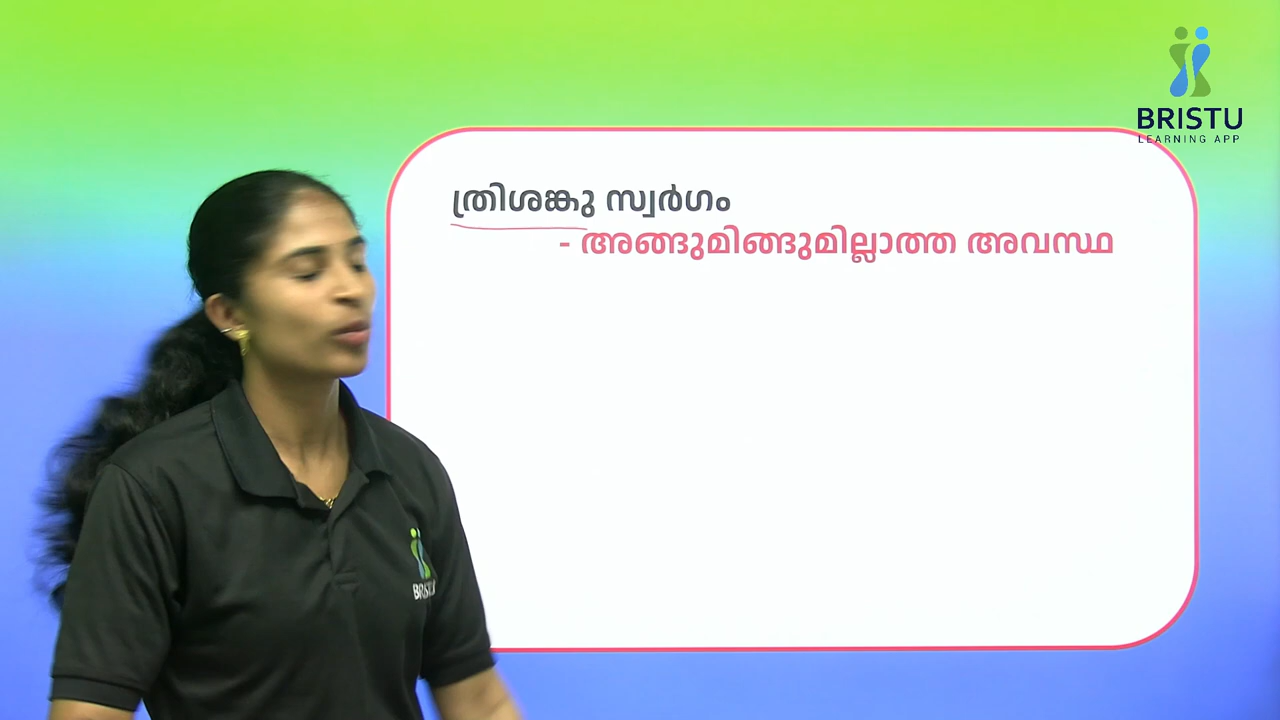 BRISTU
LEARNING APP
ത്രിശങ്കു സ്വർഗം
- അങ്ങുമിങ്ങുമില്ലാത്ത അവസ്ഥ
BRISTU